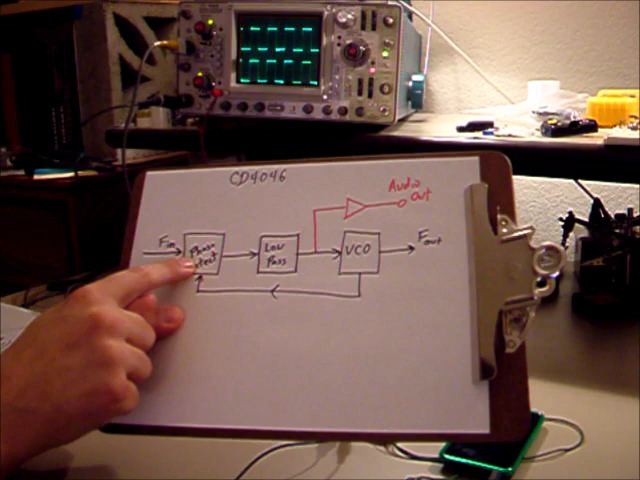 CD4046
Audio
Out
Fin
Phase
Detect
Low
Pass
VCO
Fout